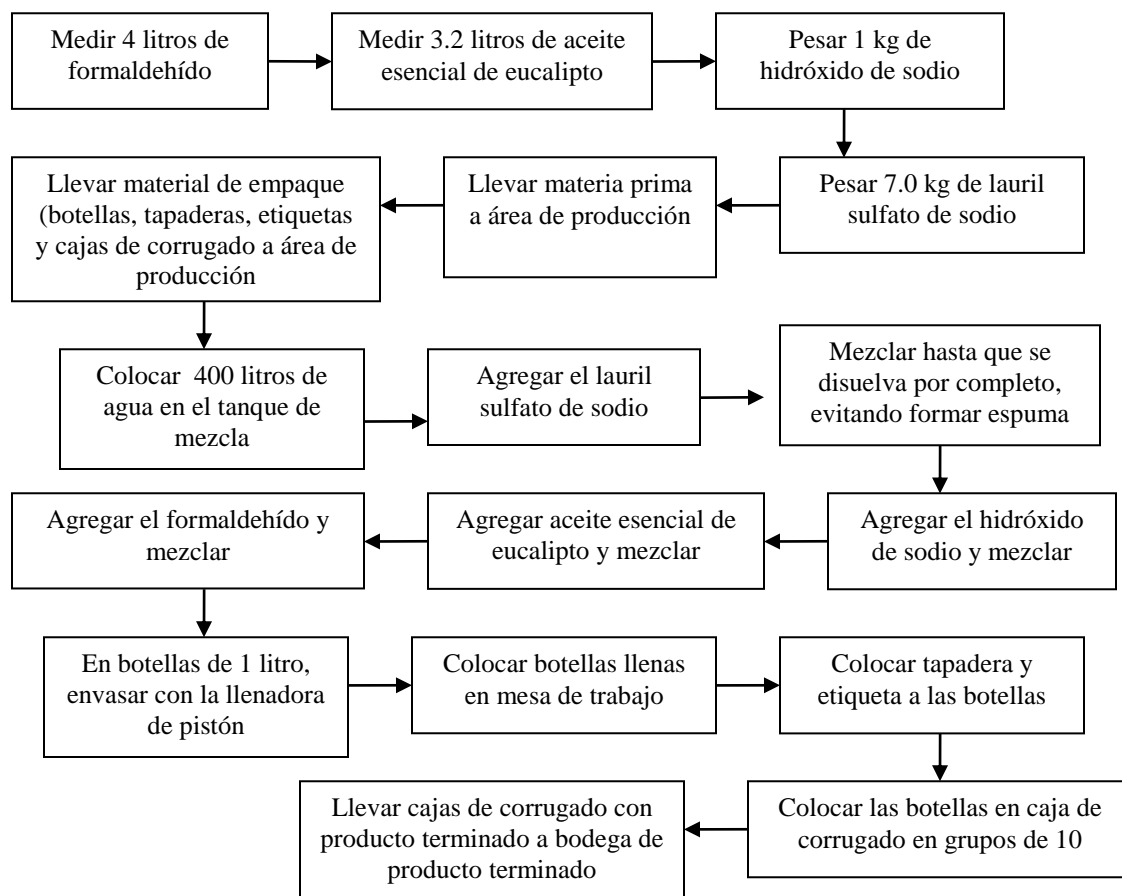 Medir 4 litros de
formaldehído
Medir 3.2 litros de aceite
esencial de eucalipto
Pesar 1 kg de
hidróxido de sodio
Pesar 7.0 kg de lauril
sulfato de sodio
Llevar materia prima
a área de producción
Llevar material de empaque
(botellas, tapaderas, etiquetas
y cajas de corrugado a área de
producción
Colocar 400 litros de
agua en el tanque de
mezcla
Agregar el lauril
sulfato de sodio
Mezclar hasta que se
disuelva por completo,
evitando formar espuma
Agregar el hidróxido
de sodio y mezclar
Agregar aceite esencial de
eucalipto y mezclar
Agregar el formaldehído y
mezclar
En botellas de 1 litro,
envasar con la llenadora
de pistón
Colocar botellas llenas
en mesa de trabajo
Colocar tapadera y
etiqueta a las botellas
Colocar las botellas en caja de
corrugado en grupos de 10
Llevar cajas de corrugado con
producto terminado a bodega de
producto terminado